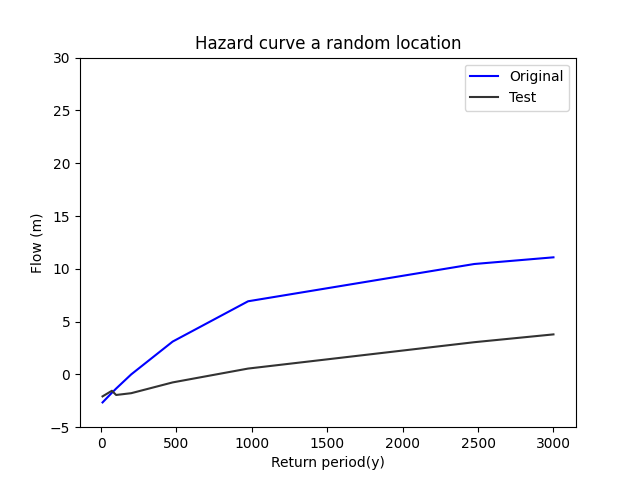 Hazard curve a random location
Original
Test
30
25
20
15
10
5
0
−5
Flow (m)
0 500 1000 1500 2000 2500 3000
Return period(y)